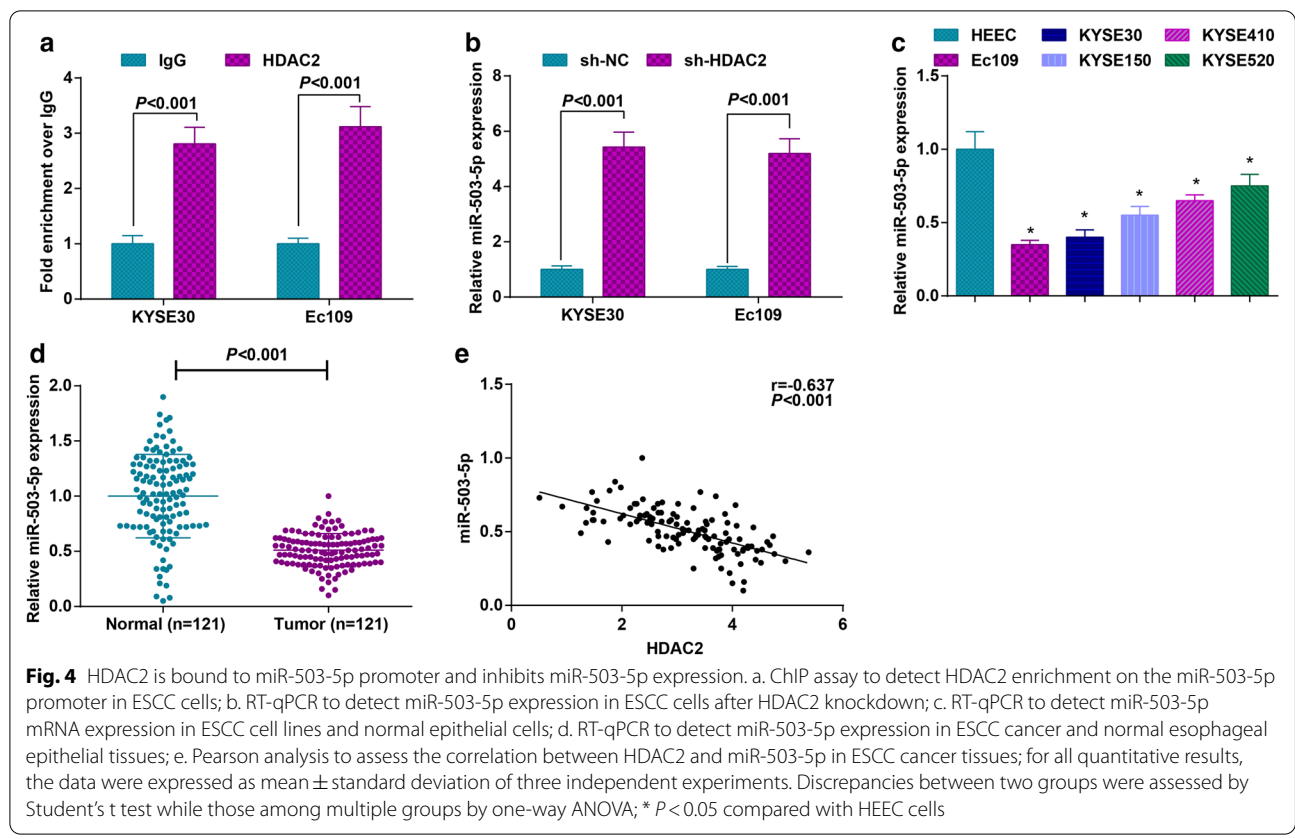 a
IgG HDAC2
Fold enrichment over IgG
4
3
2
1
0
P<0.001
P<0.001
KYSE30 Ec109
b
sh-NC sh-HDAC2
Relative miR-503-5p expression
8
6
4
2
0
P<0.001
P<0.001
KYSE30 Ec109
c
HEEC KYSE30 KYSE410
Ec109 KYSE150 KYSE520
Relative miR-503-5p expression
1.5
1.0
0.5
0.0
* * * * *
d
P<0.001
Relative miR-503-5p expression
2.0
1.5
1.0
0.5
0.0
Normal (n=121) Tumor (n=121)
e
r=-0.637
P<0.001
miR-503-5p
1.5
1.0
0.5
0.0
0 2 4 6
HDAC2
Fig. 4 HDAC2 is bound to miR-503-5p promoter and inhibits miR-503-5p expression. a. ChIP assay to detect HDAC2 enrichment on the miR-503-5p
promoter in ESCC cells; b. RT-qPCR to detect miR-503-5p expression in ESCC cells after HDAC2 knockdown; c. RT-qPCR to detect miR-503-5p
mRNA expression in ESCC cell lines and normal epithelial cells; d. RT-qPCR to detect miR-503-5p expression in ESCC cancer and normal esophageal
epithelial tissues; e. Pearson analysis to assess the correlation between HDAC2 and miR-503-5p in ESCC cancer tissues; for all quantitative results,
the data were expressed as mean ± standard deviation of three independent experiments. Discrepancies between two groups were assessed by
Student's t test while those among multiple groups by one-way ANOVA; * P < 0.05 compared with HEEC cells